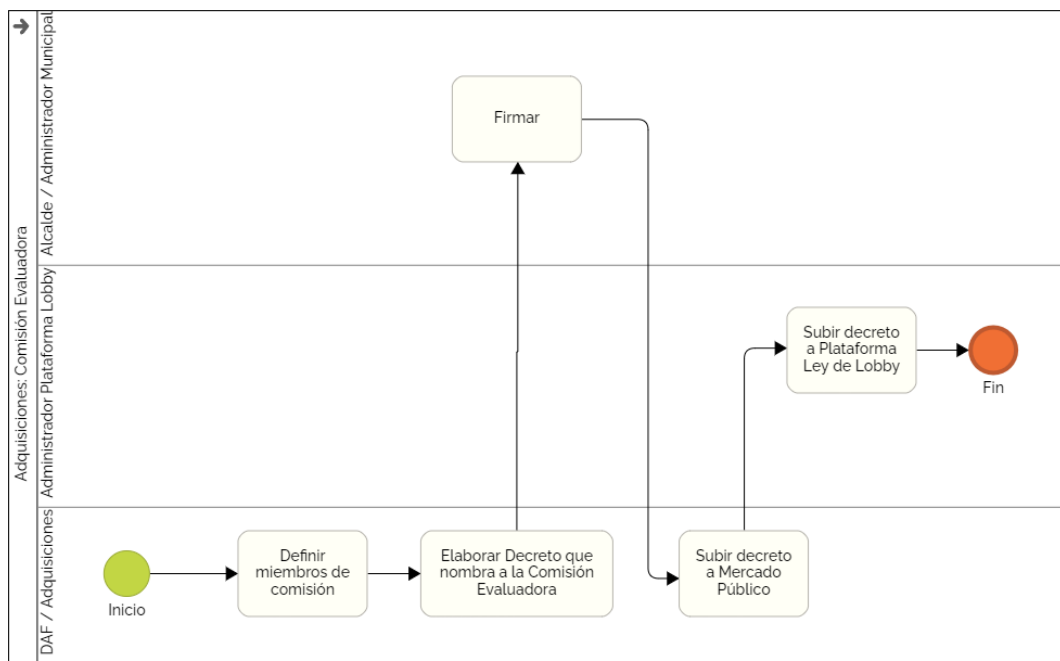 Adquisiciones: Comisión Evaluadora
Alcalde / Administrador Municipal
Firmar
Administrador Plataforma Lobby
Subir decreto
a Plataforma
Ley de Lobby
Fin
DAF / Adquisiciones
Inicio
Definir
miembros de
comisión
Elaborar Decreto que
nombra a la Comisión
Evaluadora
Subir decreto
a Mercado
Público